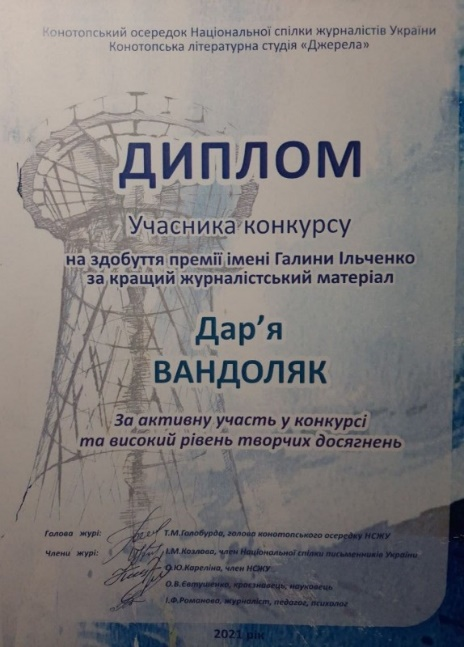 Конотопський осередок Національної спілки журналістів України
Конотопська літературна студія «Джерела»
ДИПЛОМ
Учасника конкурсу
на здобуття премії імені Галини Ільченко
за кращий журналістський матеріал
Дар’я
ВАНДОЛЯК
За активну участь у конкурсі
та високий рівень творчих досягнень
Голова журі: Т.М.Голобурда, голова конотопського осередку НСЖУ
Члени журі: І.М.Козлова, член Національної спілки письменників України
О.Ю.Кареліна, член НСЖУ
О.В.Євтушенко, краєзнавець, науковець
І.Ф.Романова, журналіст, педагог, психолог
2021 рік